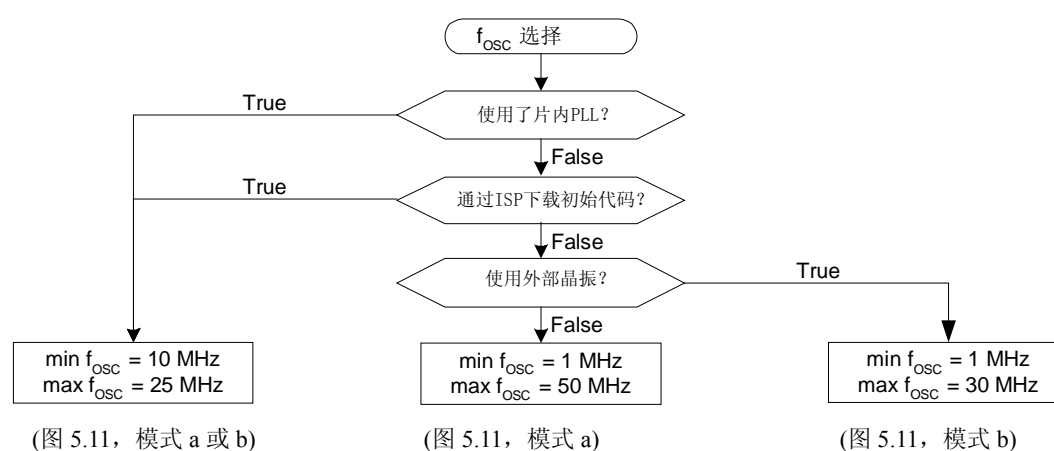 fOSC 选择
True
使用了片内PLL？
False
True
通过ISP下载初始代码？
False
使用外部晶振？
True
False
min fOSC = 10 MHz
max fOSC = 25 MHz
min fOSC = 1 MHz
max fOSC = 50 MHz
min fOSC = 1 MHz
max fOSC = 30 MHz
(图 5.11，模式 a 或 b)
(图 5.11，模式 a)
(图 5.11，模式 b)